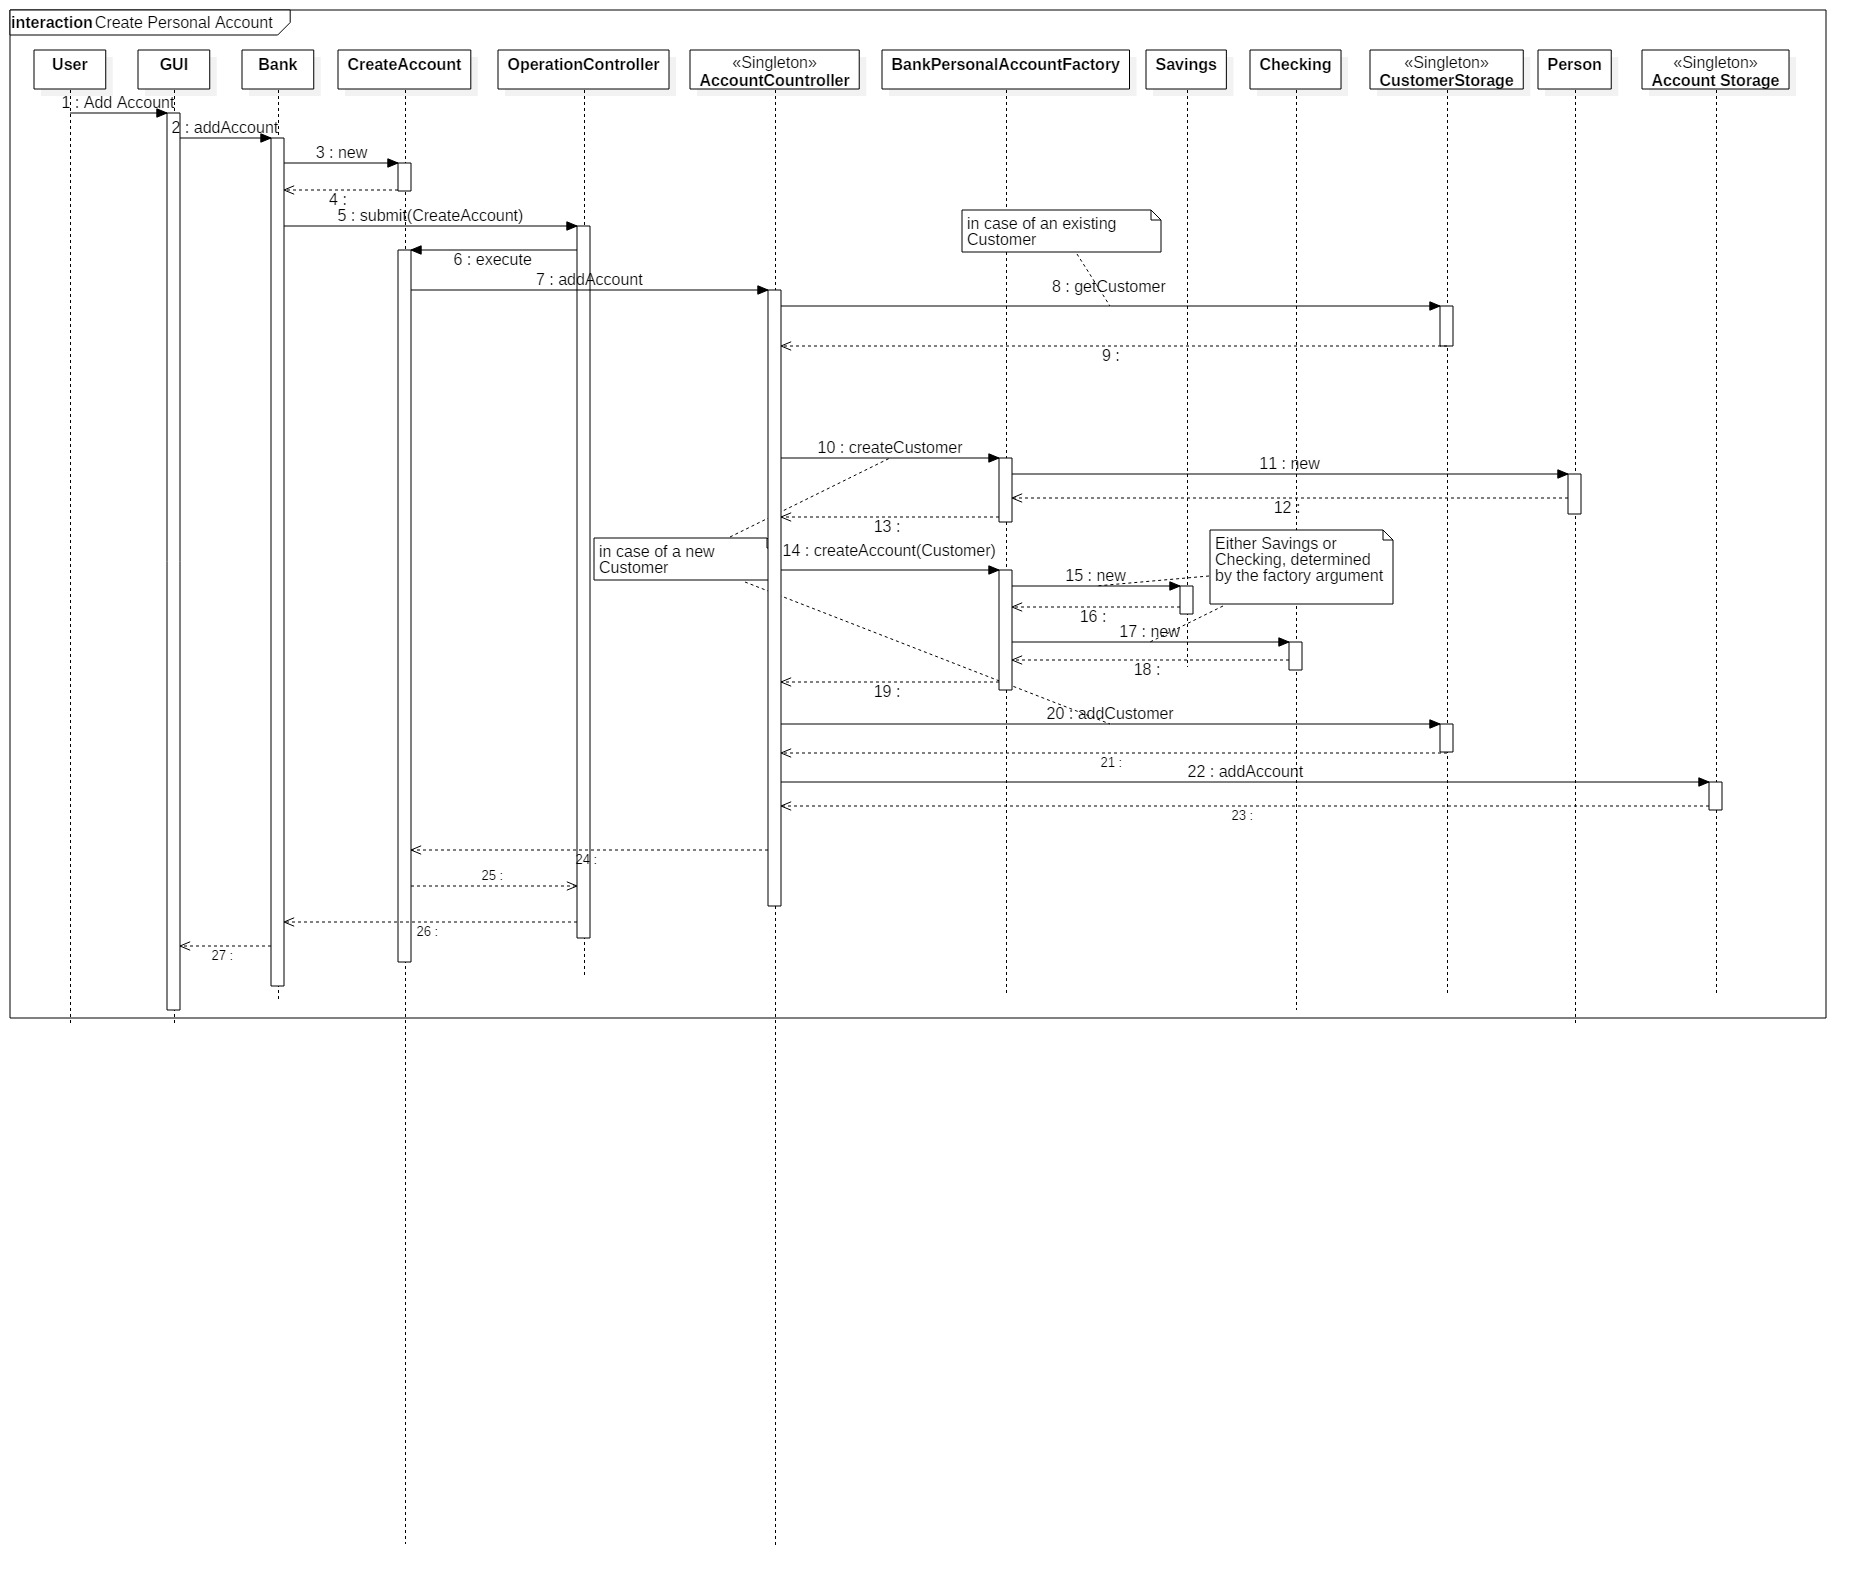 interaction Create Personal Account
User
GUI
Bank
CreateAccount
OperationController
«Singleton»
AccountCountroller
BankPersonalAccountFactory
Savings
Checking
«Singleton»
CustomerStorage
Person
«Singleton»
Account Storage
1 : Add Account
2 : addAccount
3 : new
4 :
5 : submit(CreateAccount)
6 : execute
7 : addAccount
in case of an existing
Customer
8 : getCustomer
9 :
10 : createCustomer
11 : new
12 :
13 :
in case of a new
Customer
14 : createAccount(Customer)
Either Savings or
Checking, determined
by the factory argument
15 : new
16 :
17 : new
18 :
19 :
20 : addCustomer
21 :
22 : addAccount
23 :
24 :
25 :
26 :
27 :